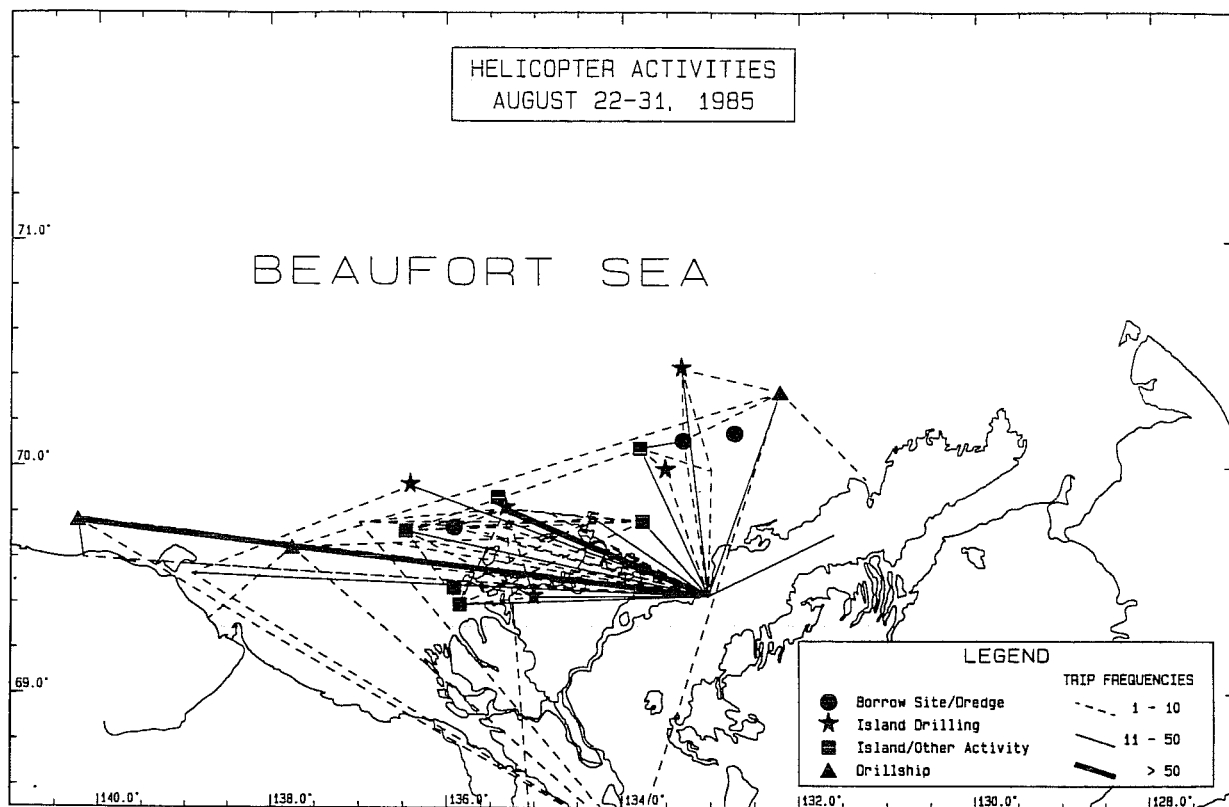 HELICOPTER ACTIVITIES
AUGUST 22-31, 1985
71.0°
BEAUFORT SEA
70.0°
69.0°
LEGEND
TRIP FREQUENCIES
Borrow Site/Dredge
1 - 10
Island Drilling
11 - 50
Island/Other Activity
> 50
Drillship
140.0°
138.0°
136.0°
134.0°
132.0°
130.0°
128.0°